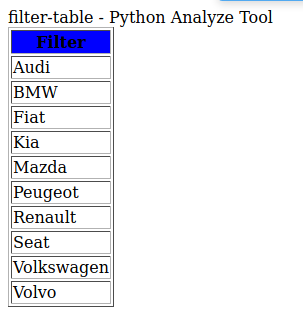 filter-table - Python Analyze Tool
Filter
Audi
BMW
Fiat
Kia
Mazda
Peugeot
Renault
Seat
Volkswagen
Volvo